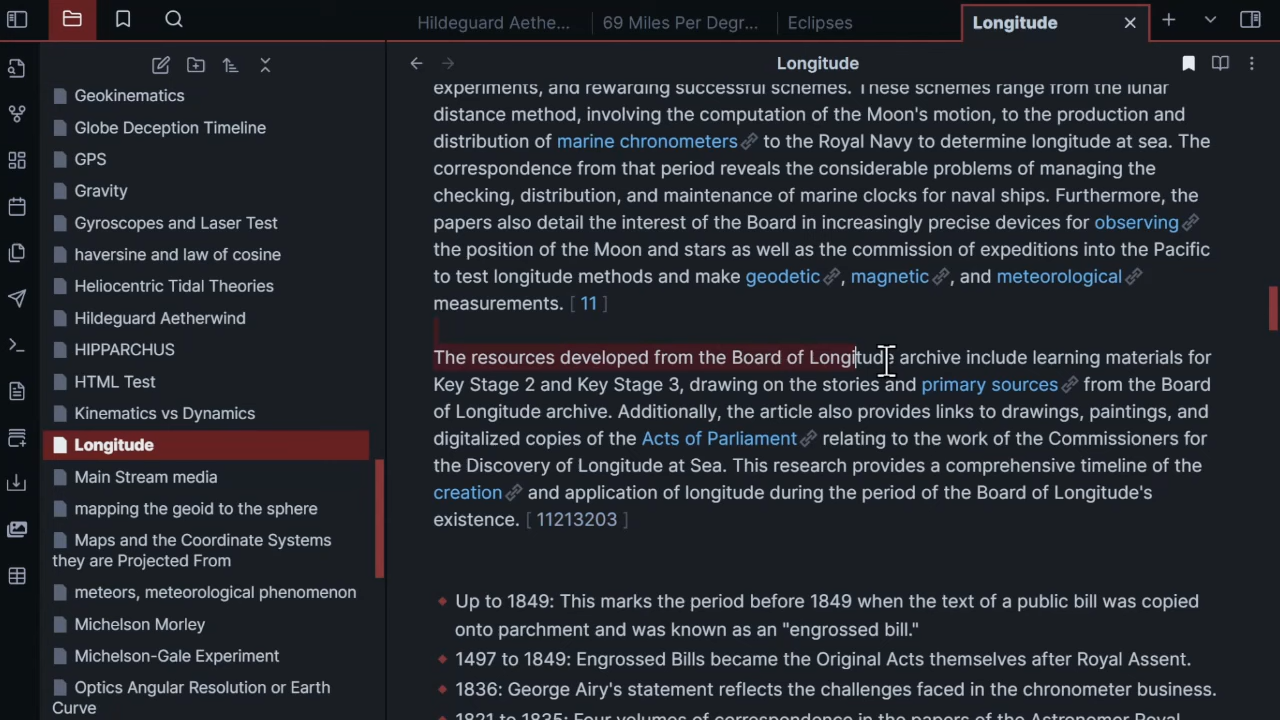 Hildeguard Aethe...
69 Miles Per Degr...
Eclipses
Longitude
Longitude
Geokinematics
Globe Deception Timeline
GPS
Gravity
Gyroscopes and Laser Test
haversine and law of cosine
Heliocentric Tidal Theories
Hildeguard Aetherwind
HIPPARCHUS
HTML Test
Kinematics vs Dynamics
Longitude
Main Stream media
mapping the geoid to the sphere
Maps and the Coordinate Systems
they are Projected From
meteors, meteorological phenomenon
Michelson Morley
Michelson-Gale Experiment
Optics Angular Resolution or Earth
Curve
experiments, and rewarding successful schemes. These schemes range from the lunar
distance method, involving the computation of the Moon's motion, to the production and
distribution of marine chronometers to the Royal Navy to determine longitude at sea. The
correspondence from that period reveals the considerable problems of managing the
checking, distribution, and maintenance of marine clocks for naval ships. Furthermore, the
papers also detail the interest of the Board in increasingly precise devices for observing
the position of the Moon and stars as well as the commission of expeditions into the Pacific
to test longitude methods and make geodetic, magnetic, and meteorological
measurements. [ 11 ]
The resources developed from the Board of Longitude archive include learning materials for
Key Stage 2 and Key Stage 3, drawing on the stories and primary sources from the Board
of Longitude archive. Additionally, the article also provides links to drawings, paintings, and
digitalized copies of the Acts of Parliament relating to the work of the Commissioners for
the Discovery of Longitude at Sea. This research provides a comprehensive timeline of the
creation and application of longitude during the period of the Board of Longitude's
existence. [ 11213203 ]
Up to 1849: This marks the period before 1849 when the text of a public bill was copied
onto parchment and was known as an "engrossed bill."
1497 to 1849: Engrossed Bills became the Original Acts themselves after Royal Assent.
1836: George Airy's statement reflects the challenges faced in the chronometer business.
1821 to 1835: Four volumes of correspondence in the papers of the Astronomer Royal